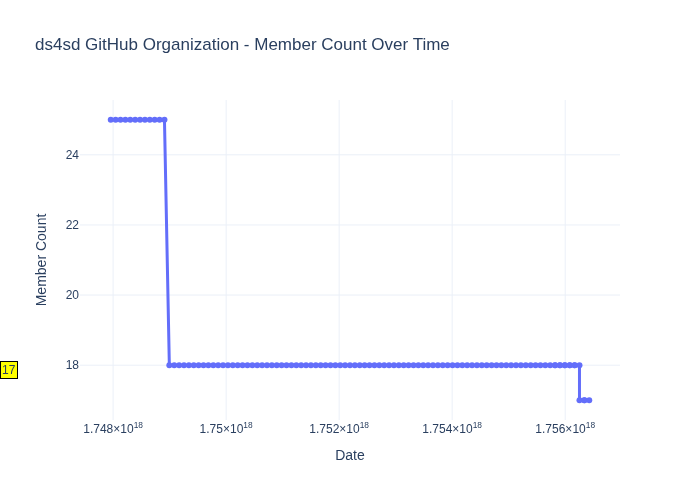 ds4sd GitHub Organization - Member Count Over Time
24
22
20
18
Member Count
17
1.748×10¹⁸ 1.75×10¹⁸ 1.752×10¹⁸ 1.754×10¹⁸ 1.756×10¹⁸
Date